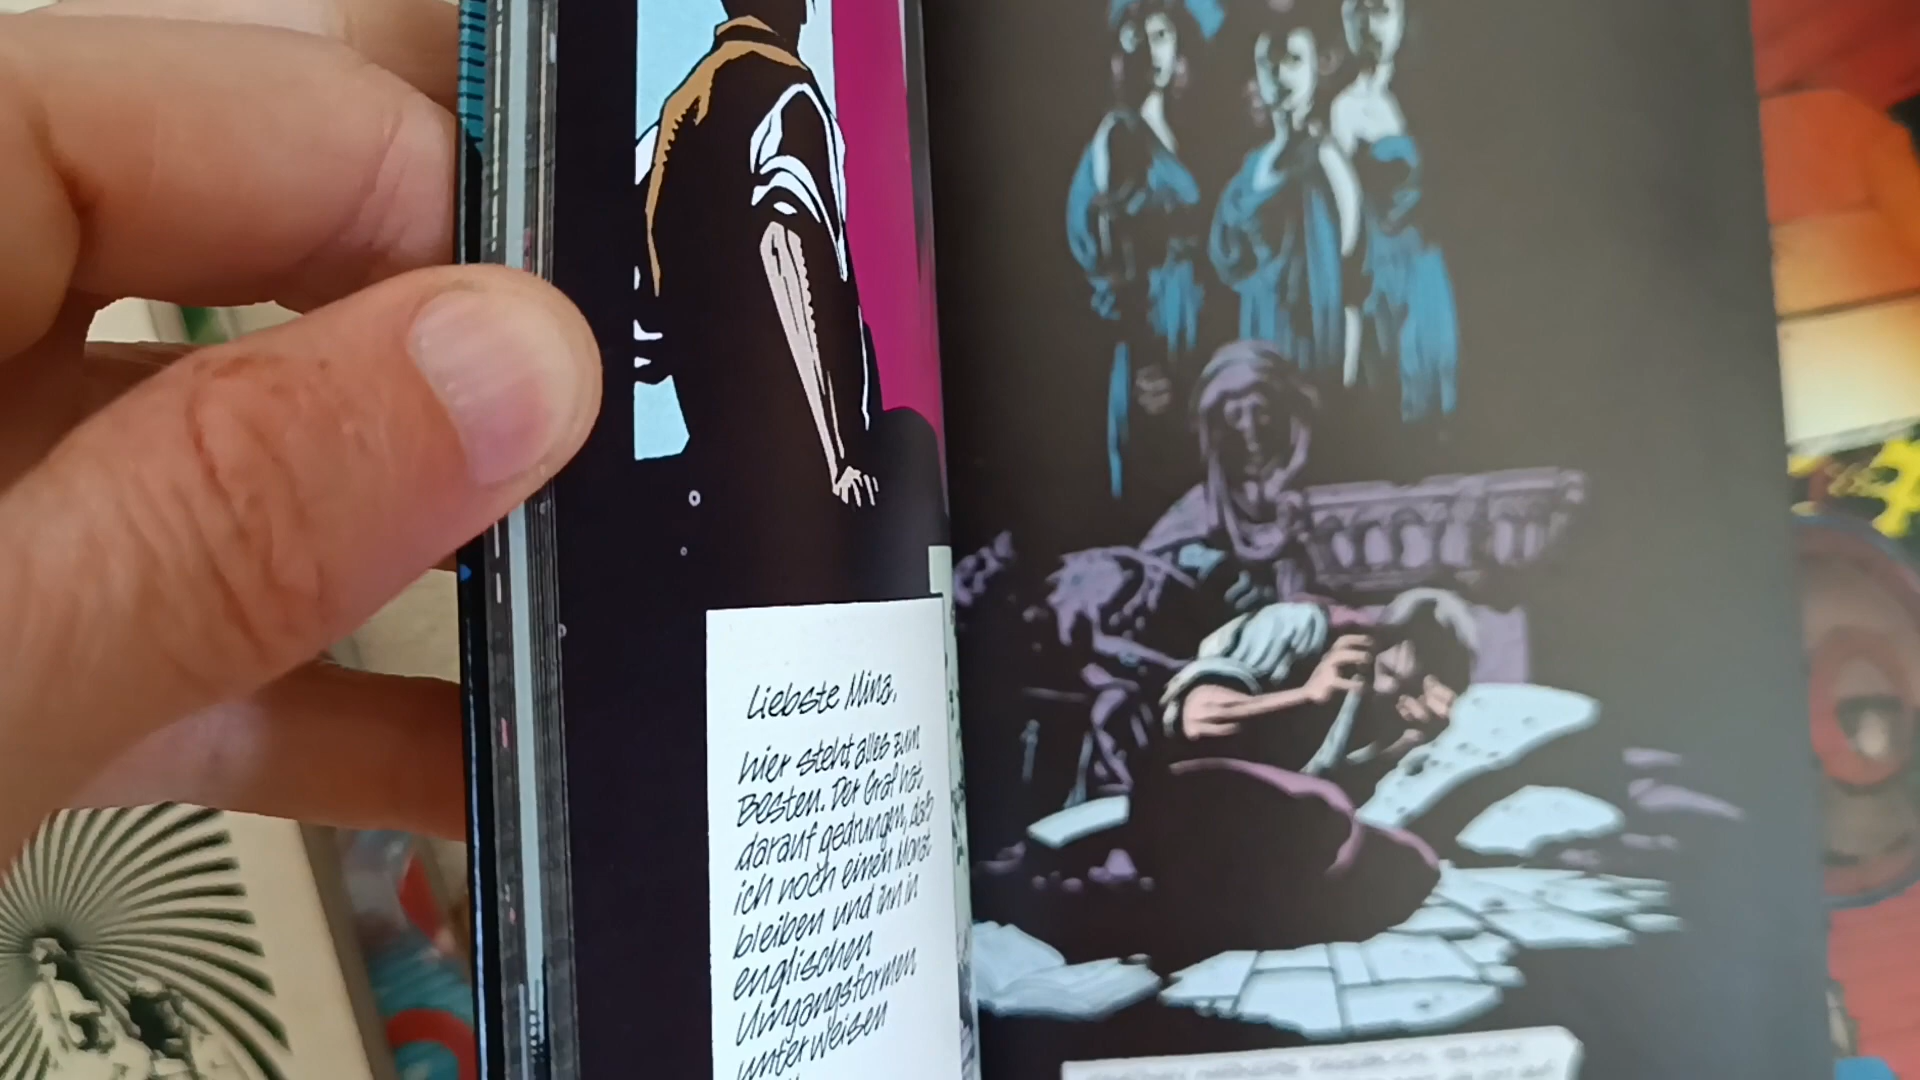 Liebste Mina,
hier steht alles zum
Besten. Der Graf hat
darauf gedrungen, daß
ich noch einen Monat
bleiben und ihn in
englischen
Umgangsformen
unterweisen